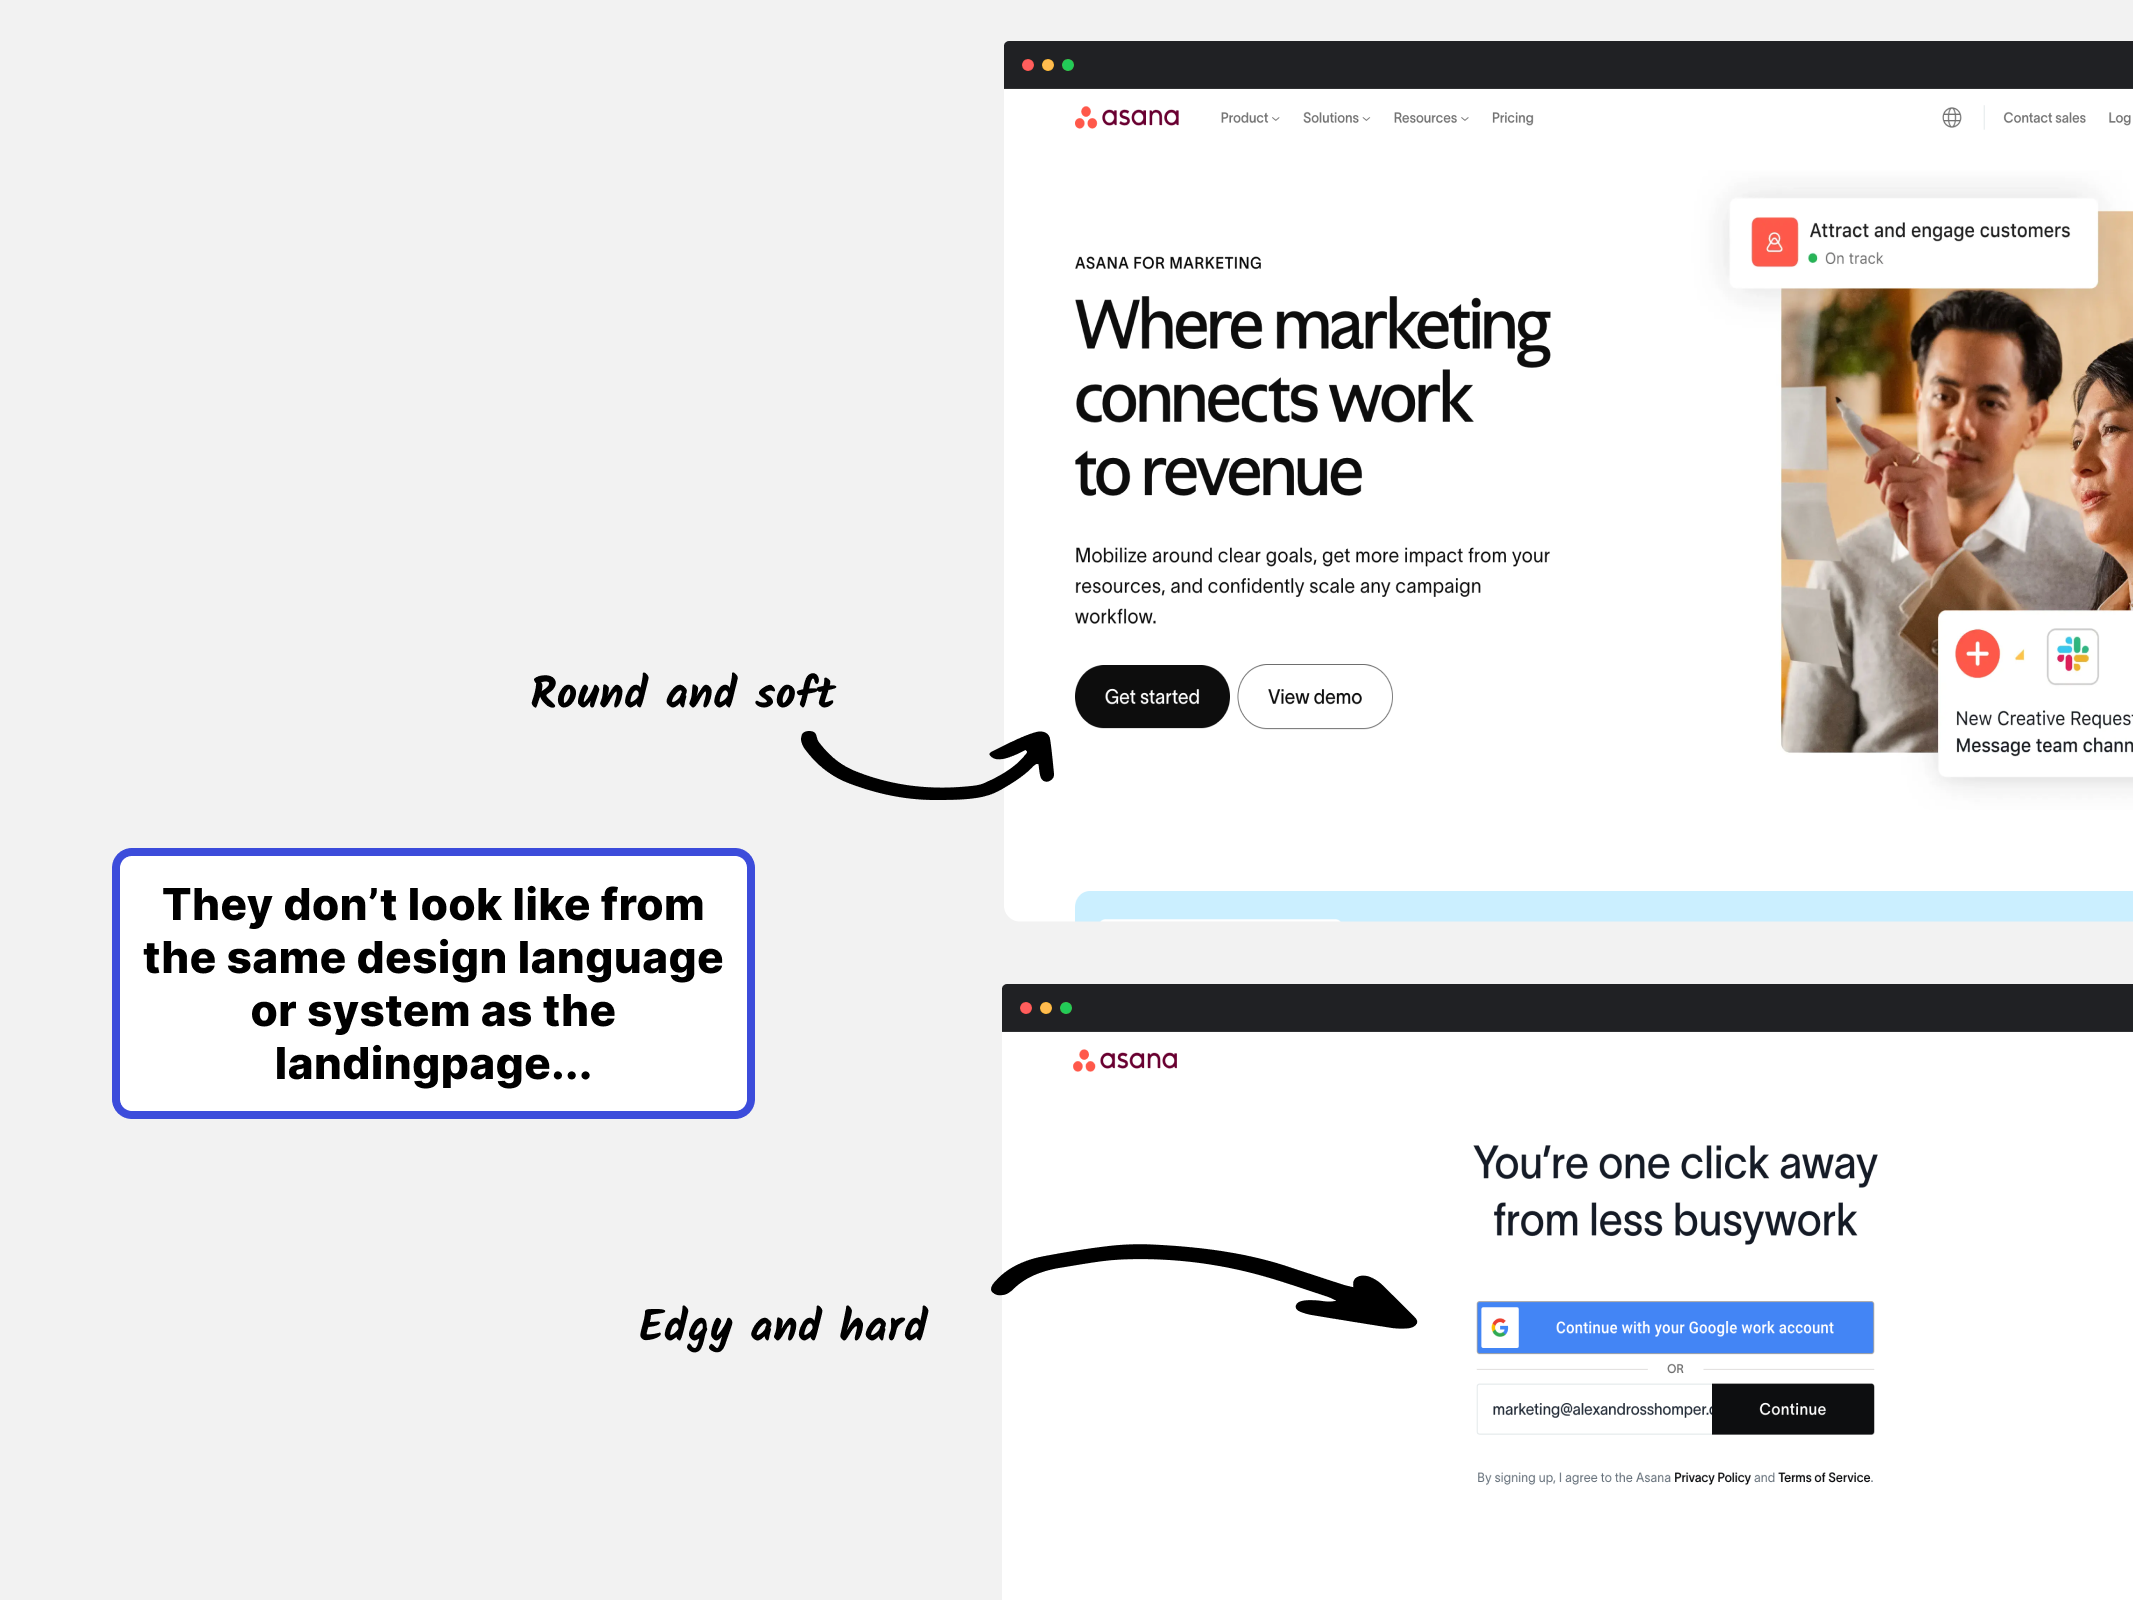 asana
Product
Solutions
Resources
Pricing
Contact sales
Log
Attract and engage customers
On track
ASANA FOR MARKETING
Where marketing
connects work
to revenue
Mobilize around clear goals, get more impact from your
resources, and confidently scale any campaign
workflow.
Get started
View demo
New Creative Request
Message team chann
Round and soft
They don’t look like from
the same design language
or system as the
landingpage...
asana
You’re one click away
from less busywork
Edgy and hard
G
Continue with your Google work account
OR
marketing@alexandrosshomper.
Continue
By signing up, I agree to the Asana Privacy Policy and Terms of Service.